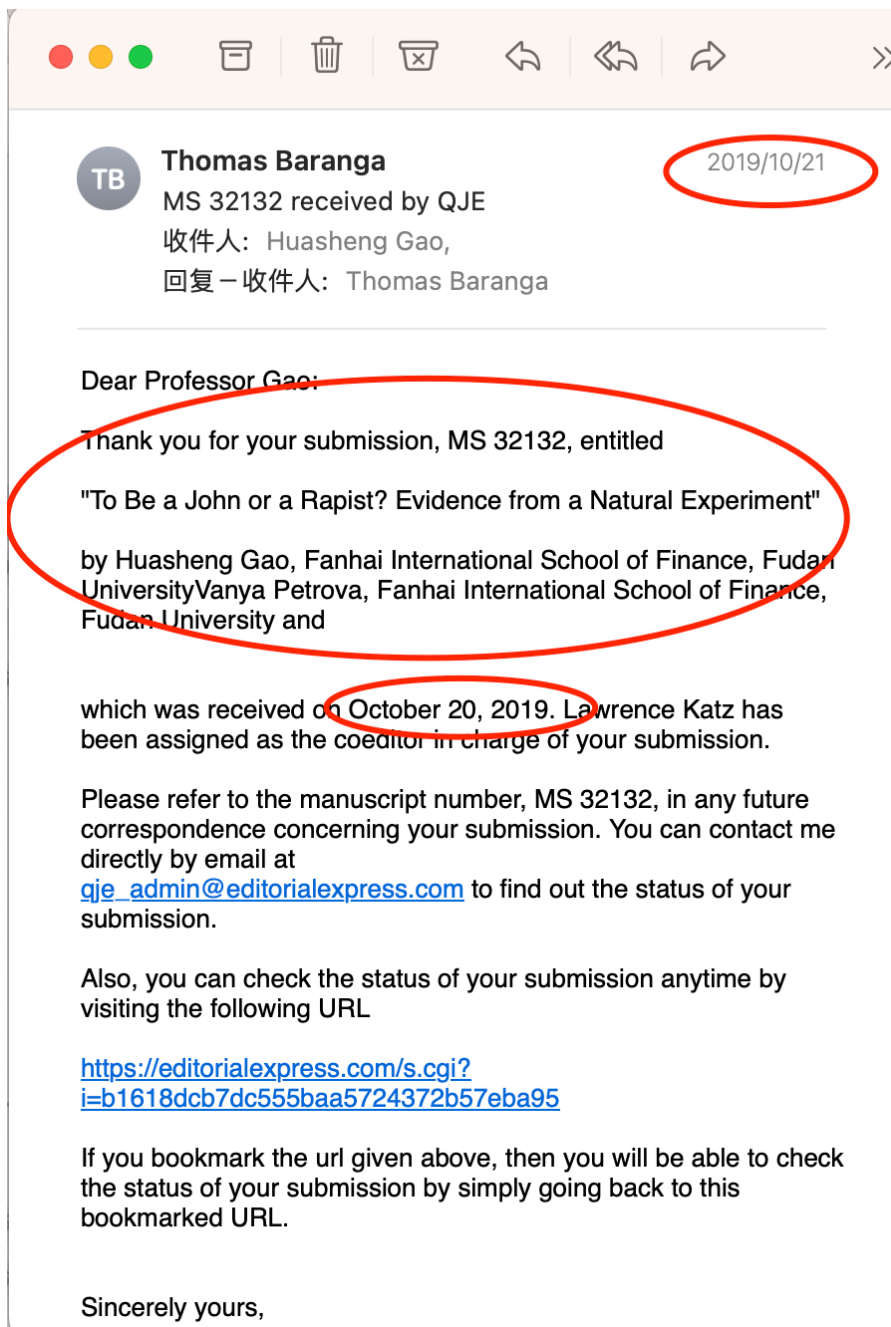 TB
Thomas Baranga
2019/10/21
MS 32132 received by QJE
收件人: Huasheng Gao,
回复－收件人: Thomas Baranga
Dear Professor Gao:
Thank you for your submission, MS 32132, entitled
"To Be a John or a Rapist? Evidence from a Natural Experiment"
by Huasheng Gao, Fanhai International School of Finance, Fudan
UniversityVanya Petrova, Fanhai International School of Finance,
Fudan University and
which was received on October 20, 2019. Lawrence Katz has
been assigned as the coeditor in charge of your submission.
Please refer to the manuscript number, MS 32132, in any future
correspondence concerning your submission. You can contact me
directly by email at
qje_admin@editorialexpress.com to find out the status of your
submission.
Also, you can check the status of your submission anytime by
visiting the following URL
https://editorialexpress.com/s.cgi?
i=b1618dcb7dc555baa5724372b57eba95
If you bookmark the url given above, then you will be able to check
the status of your submission by simply going back to this
bookmarked URL.
Sincerely yours,